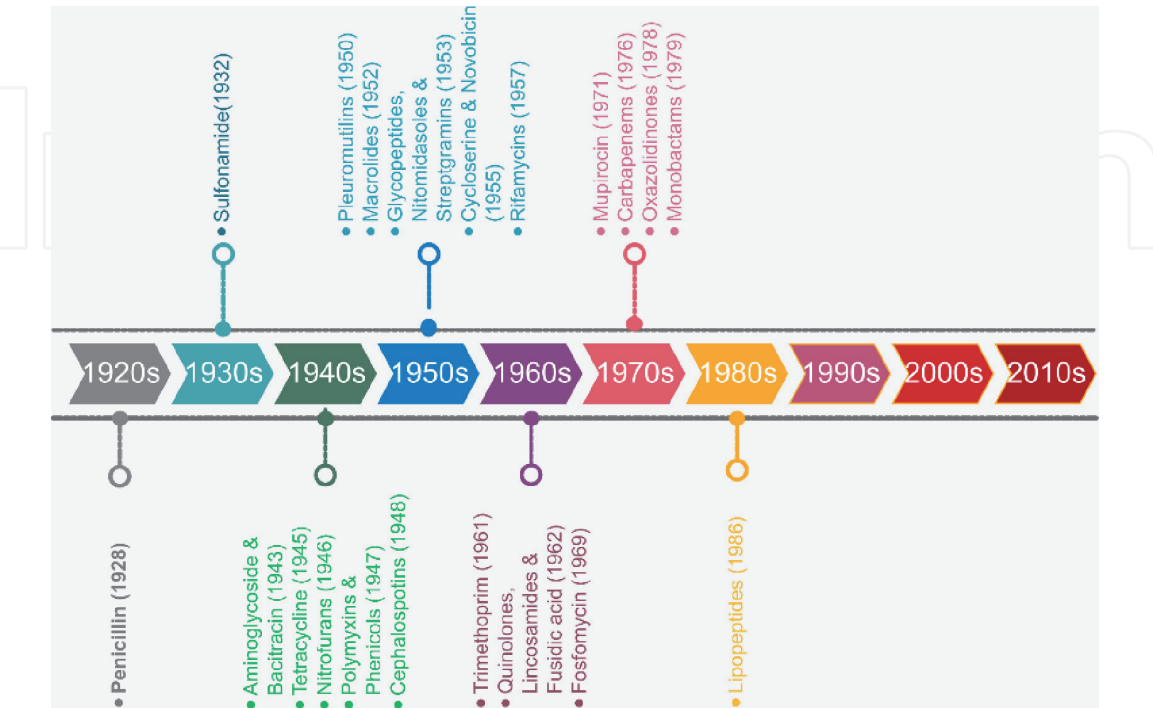 • Sulfonamide(1932)
• Pleuromutilins (1950)
• Macrolides (1952)
• Glycopeptides,
Nitomidasoles &
Streptgramins (1953)
• Cycloserine & Novobicin
(1955)
• Rifamycins (1957)
• Mupirocin (1971)
• Carbapenems (1976)
• Oxazolidinones (1978)
• Monobactams (1979)
1920s
1930s
1940s
1950s
1960s
1970s
1980s
1990s
2000s
2010s
• Penicillin (1928)
• Aminoglycoside &
Bacitracin (1943)
• Tetracycline (1945)
• Nitrofurans (1946)
• Polymyxins &
Phenicols (1947)
• Cephalospotins (1948)
• Trimethoprim (1961)
• Quinolones,
Lincosamides &
Fusidic acid (1962)
• Fosfomycin (1969)
• Lipopeptides (1986)